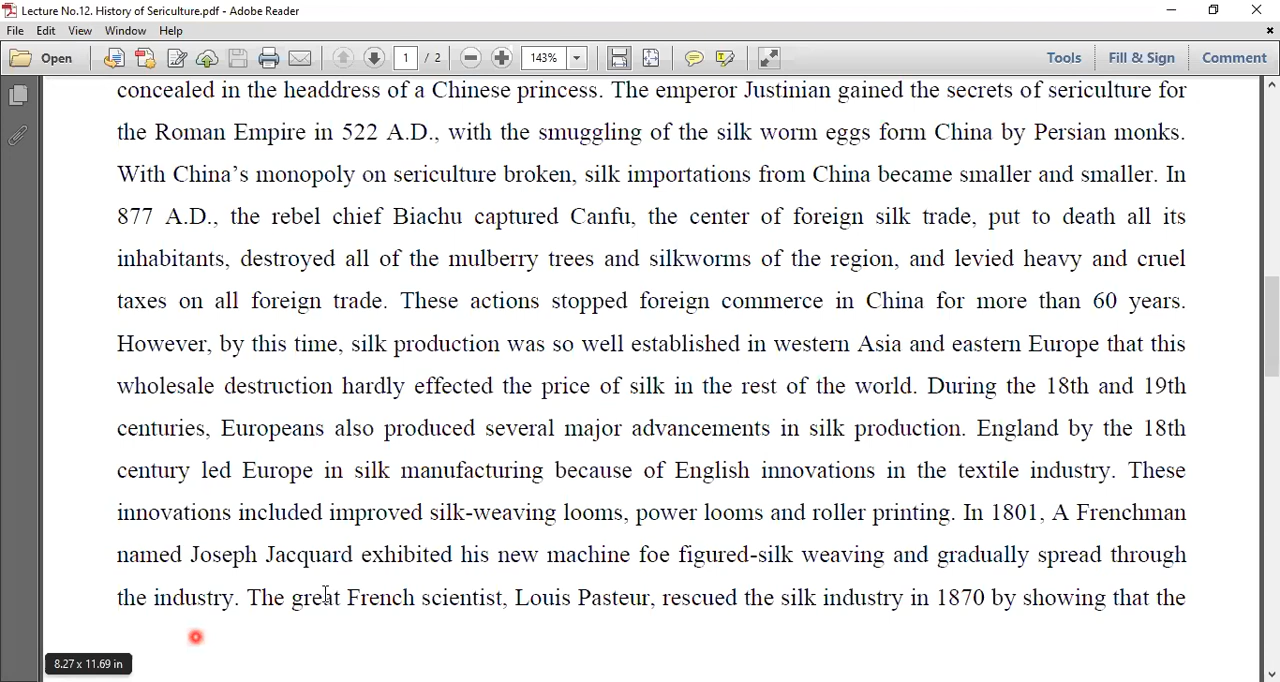 Lecture No.12. History of Sericulture.pdf - Adobe Reader
File Edit View Window Help
Open 1 / 2 143% Tools Fill & Sign Comment
concealed in the headdress of a Chinese princess. The emperor Justinian gained the secrets of sericulture for
the Roman Empire in 522 A.D., with the smuggling of the silk worm eggs form China by Persian monks.
With China's monopoly on sericulture broken, silk importations from China became smaller and smaller. In
877 A.D., the rebel chief Biachu captured Canfu, the center of foreign silk trade, put to death all its
inhabitants, destroyed all of the mulberry trees and silkworms of the region, and levied heavy and cruel
taxes on all foreign trade. These actions stopped foreign commerce in China for more than 60 years.
However, by this time, silk production was so well established in western Asia and eastern Europe that this
wholesale destruction hardly effected the price of silk in the rest of the world. During the 18th and 19th
centuries, Europeans also produced several major advancements in silk production. England by the 18th
century led Europe in silk manufacturing because of English innovations in the textile industry. These
innovations included improved silk-weaving looms, power looms and roller printing. In 1801, A Frenchman
named Joseph Jacquard exhibited his new machine foe figured-silk weaving and gradually spread through
the industry. The great French scientist, Louis Pasteur, rescued the silk industry in 1870 by showing that the
8.27 x 11.69 in